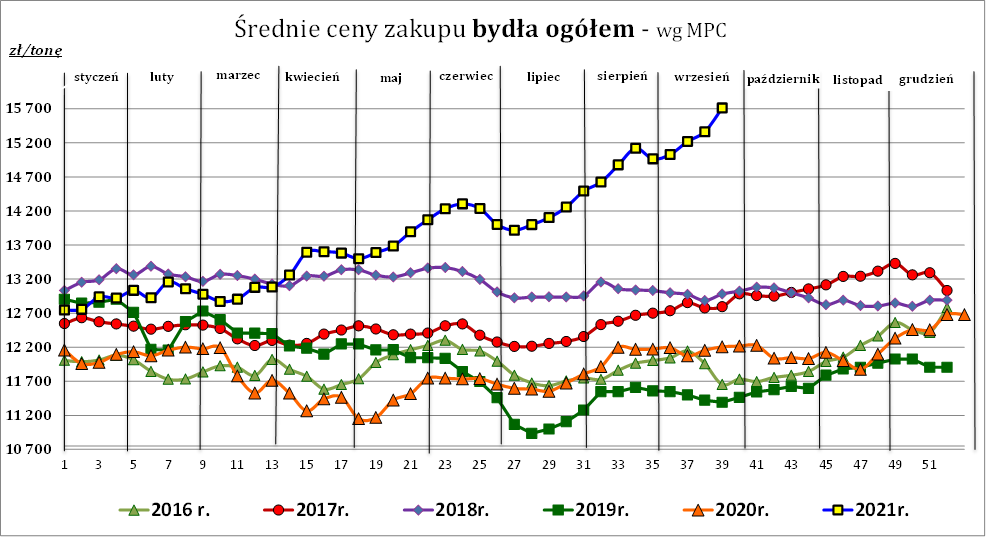 Średnie ceny zakupu bydła ogółem - wg MPC
zł/tonę
styczeń luty marzec kwiecień maj czerwiec lipiec sierpień wrzesień październik listopad grudzień
15 700
15 200
14 700
14 200
13 700
13 200
12 700
12 200
11 700
11 200
10 700
1 3 5 7 9 11 13 15 17 19 21 23 25 27 29 31 33 35 37 39 41 43 45 47 49 51
2016 r. 2017r. 2018r. 2019r. 2020r. 2021r.